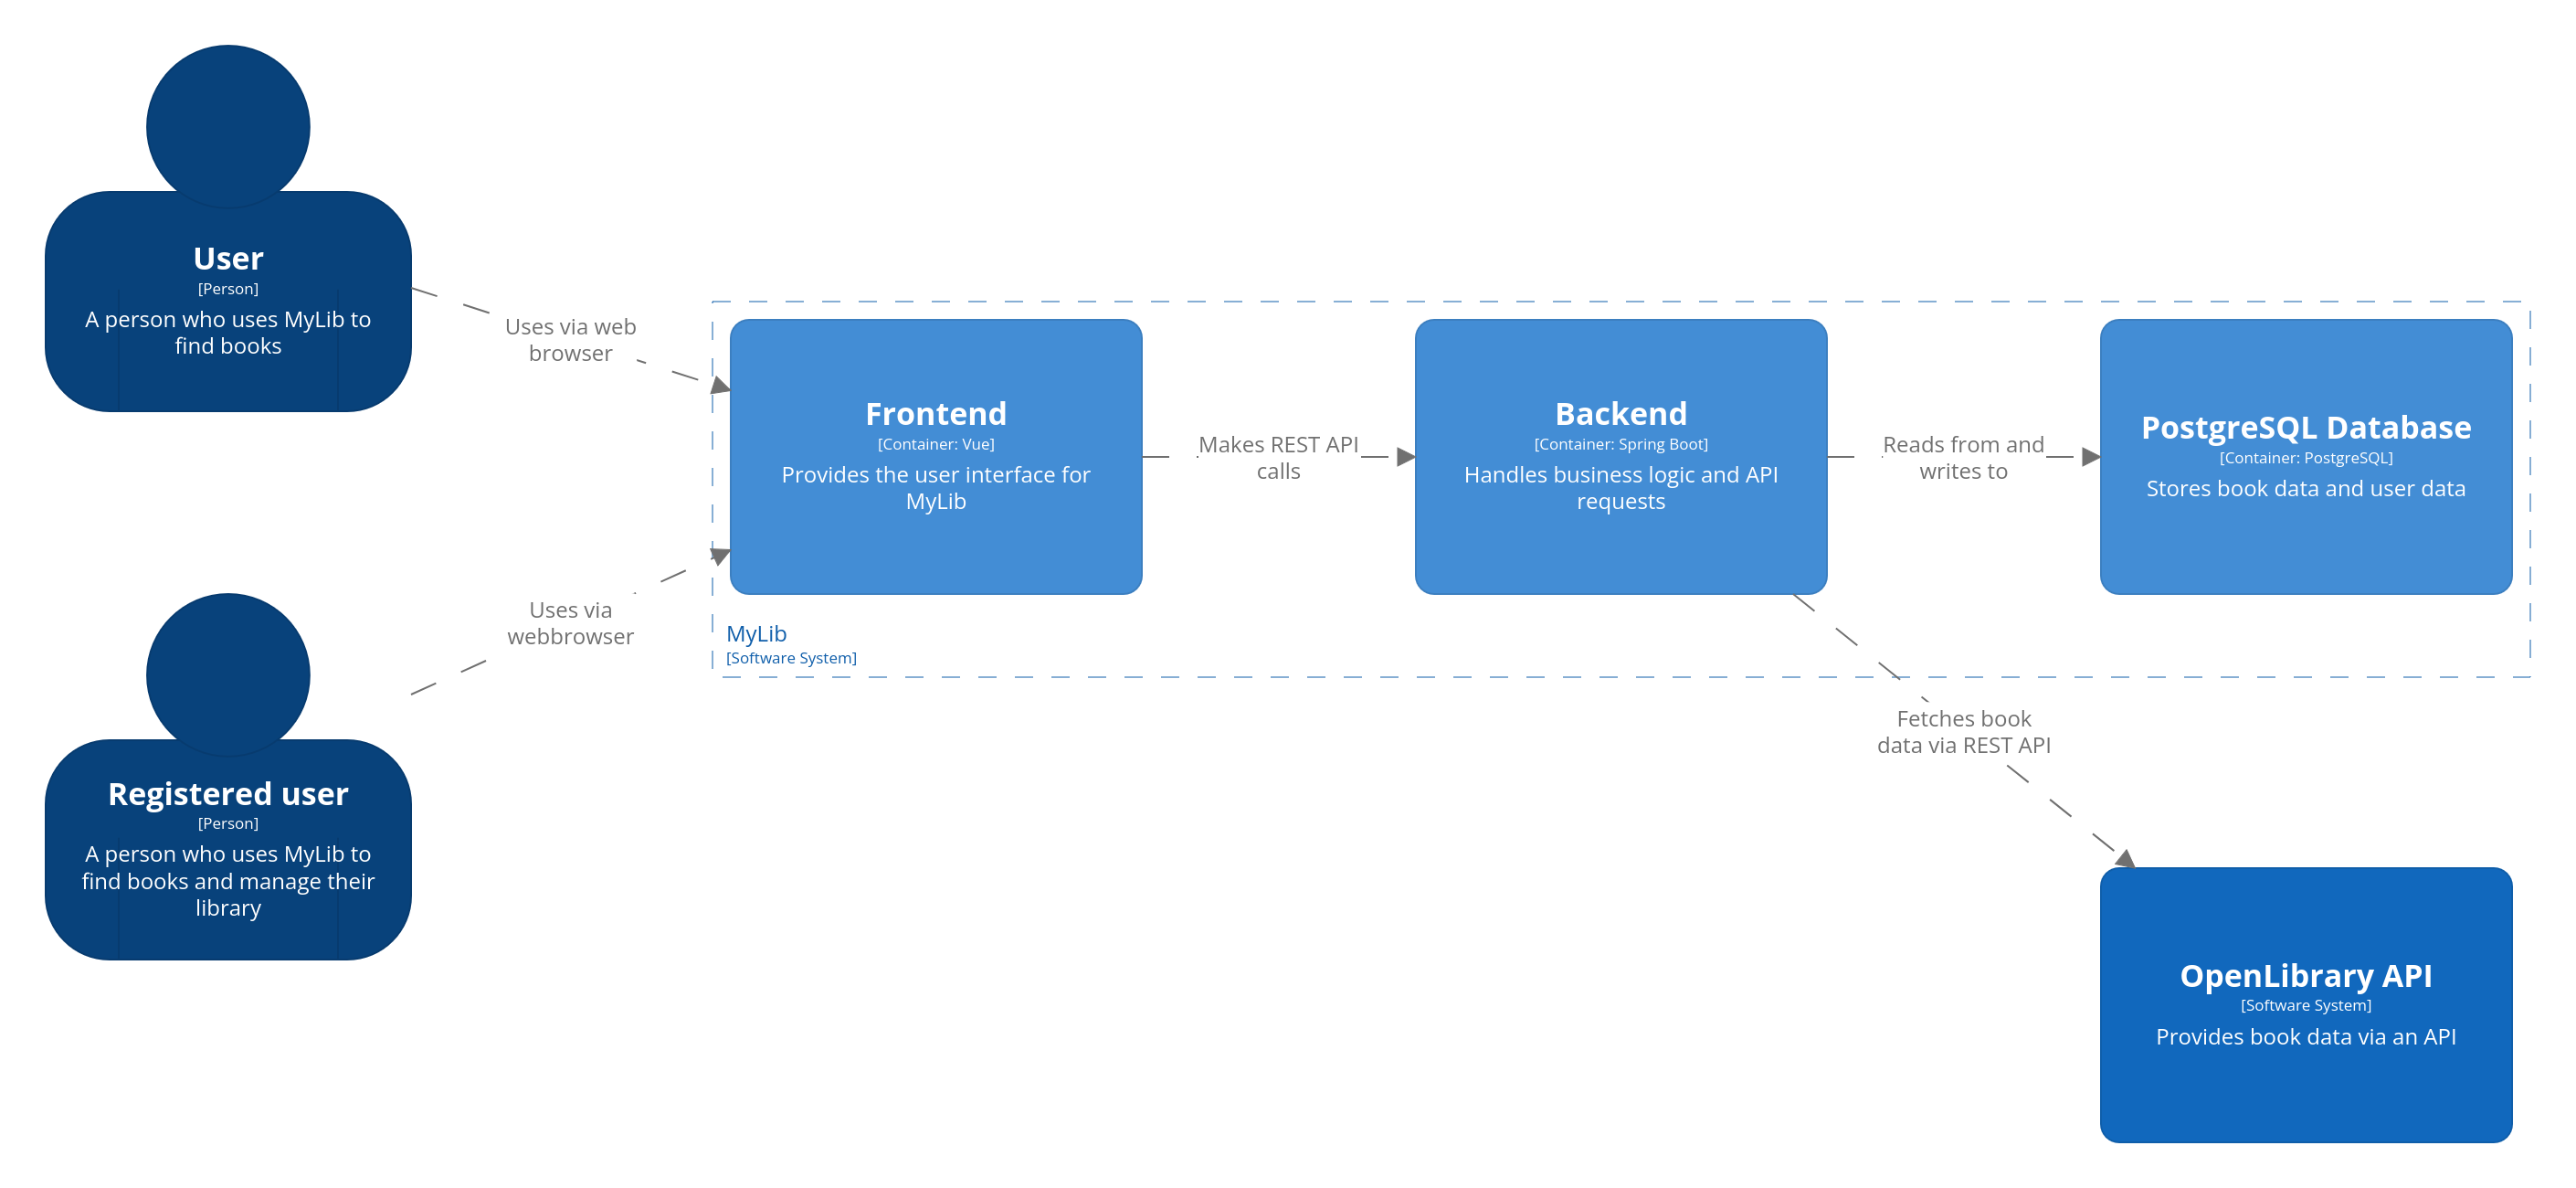 User
[Person]
A person who uses MyLib to
find books
Uses via web
browser
Registered user
[Person]
A person who uses MyLib to
find books and manage their
library
Uses via
webbrowser
Frontend
[Container: Vue]
Provides the user interface for
MyLib
Makes REST API
calls
Backend
[Container: Spring Boot]
Handles business logic and API
requests
Reads from and
writes to
PostgreSQL Database
[Container: PostgreSQL]
Stores book data and user data
MyLib
[Software System]
Fetches book
data via REST API
OpenLibrary API
[Software System]
Provides book data via an API